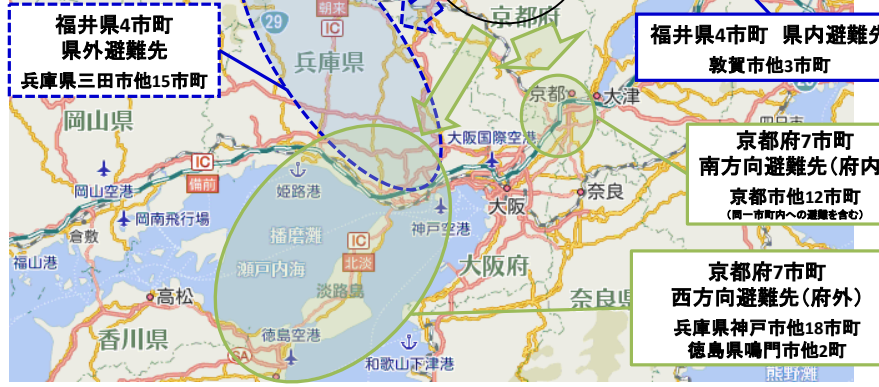 福井県4市町
県外避難先
兵庫県三田市他15市町
29
朝来
IC
京都府
福井県4市町 県内避難先
敦賀市他3市町
兵庫県
京都
大津
岡山県
大阪国際空港
京都府7市町
南方向避難先(府内
京都市他12市町
(同一市町内への避難を含む)
IC
備前
岡山空港
姫路港
奈良
大阪
岡南飛行場
神戸空港
倉敷
播磨灘
IC
北淡
福山港
瀬戸内海
大阪府
淡路島
高松
奈良県
京都府7市町
西方向避難先(府外)
兵庫県神戸市他18市町
徳島県鳴門市他2町
香川県
徳島空港
和歌山下津港
熊野灘